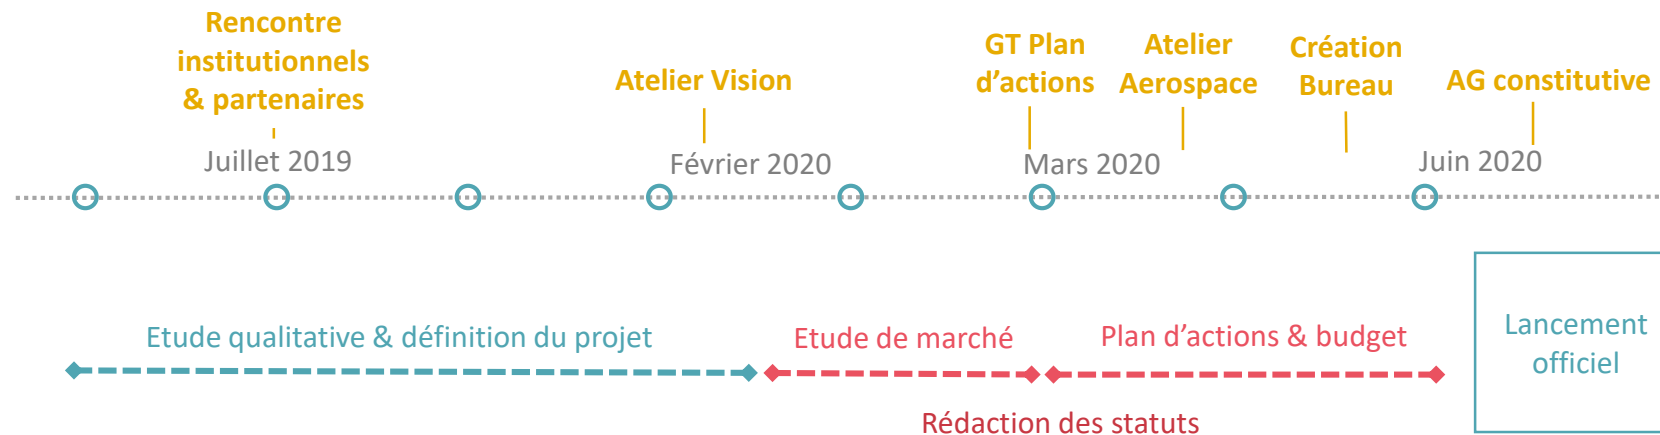 Rencontre
institutionnels
& partenaires
Atelier Vision
GT Plan
d’actions
Atelier
Aerospace
Création
Bureau
AG constitutive
Juillet 2019
Février 2020
Mars 2020
Juin 2020
Etude qualitative & définition du projet
Etude de marché
Plan d’actions & budget
Rédaction des statuts
Lancement
officiel